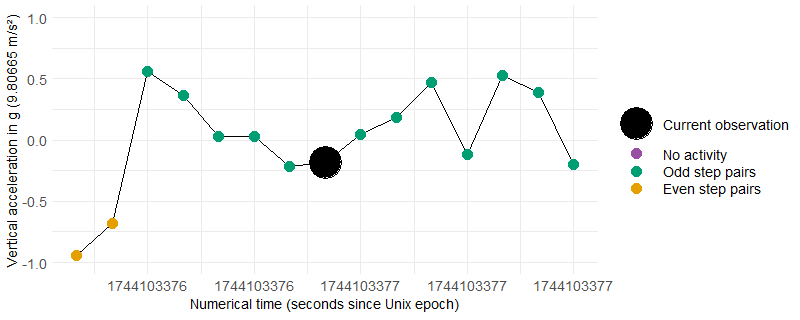 Vertical acceleration in g (9.80665 m/s²)
1.0
0.5
0.0
-0.5
-1.0
1744103376 1744103376 1744103377 1744103377 1744103377
Numerical time (seconds since Unix epoch)
Current observation
No activity
Odd step pairs
Even step pairs